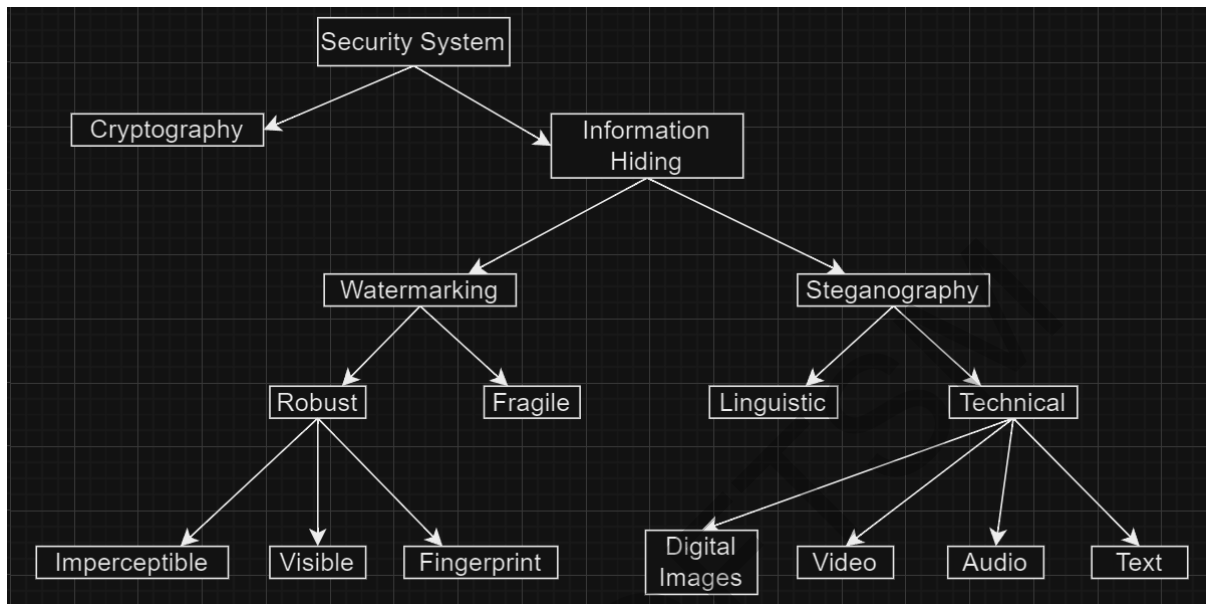 Security System
Cryptography
Information
Hiding
Watermarking
Steganography
Robust
Fragile
Linguistic
Technical
Imperceptible
Visible
Fingerprint
Digital
Images
Video
Audio
Text